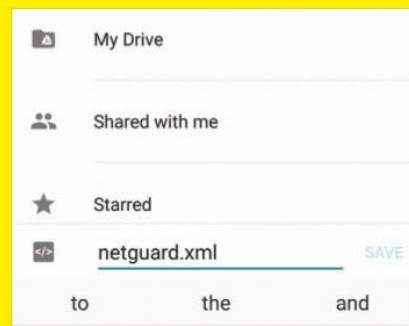 My Drive
Shared with me
Starred
netguard.xml SAVE
to the and